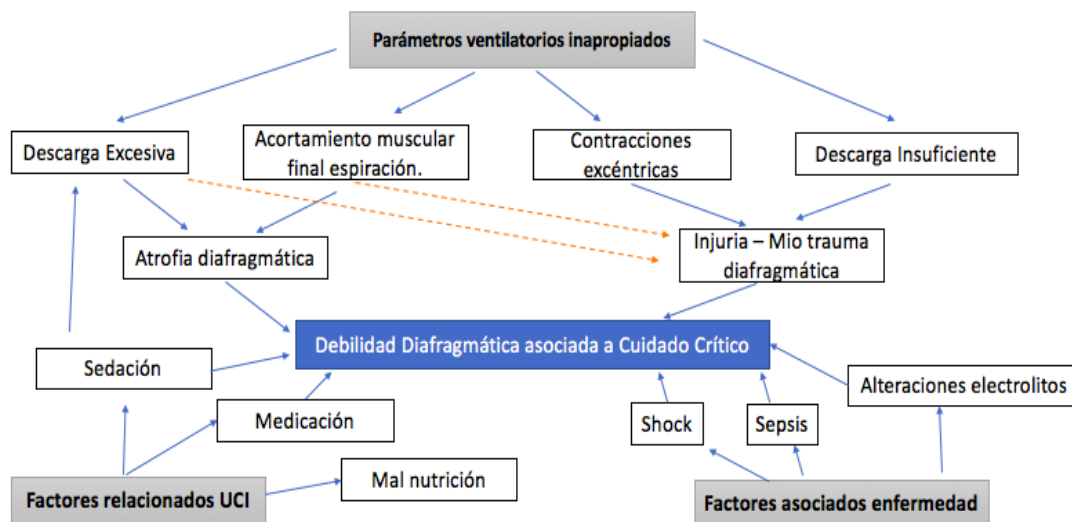 Parámetros ventilatorios inapropiados
Descarga Excesiva
Acortamiento muscular
final espiración.
Contracciones
excéntricas
Descarga Insuficiente
Atrofia diafragmática
Injuria – Mio trauma
diafragmática
Debilidad Diafragmática asociada a Cuidado Crítico
Sedación
Medicación
Shock
Sepsis
Alteraciones electrolitos
Mal nutrición
Factores relacionados UCI
Factores asociados enfermedad